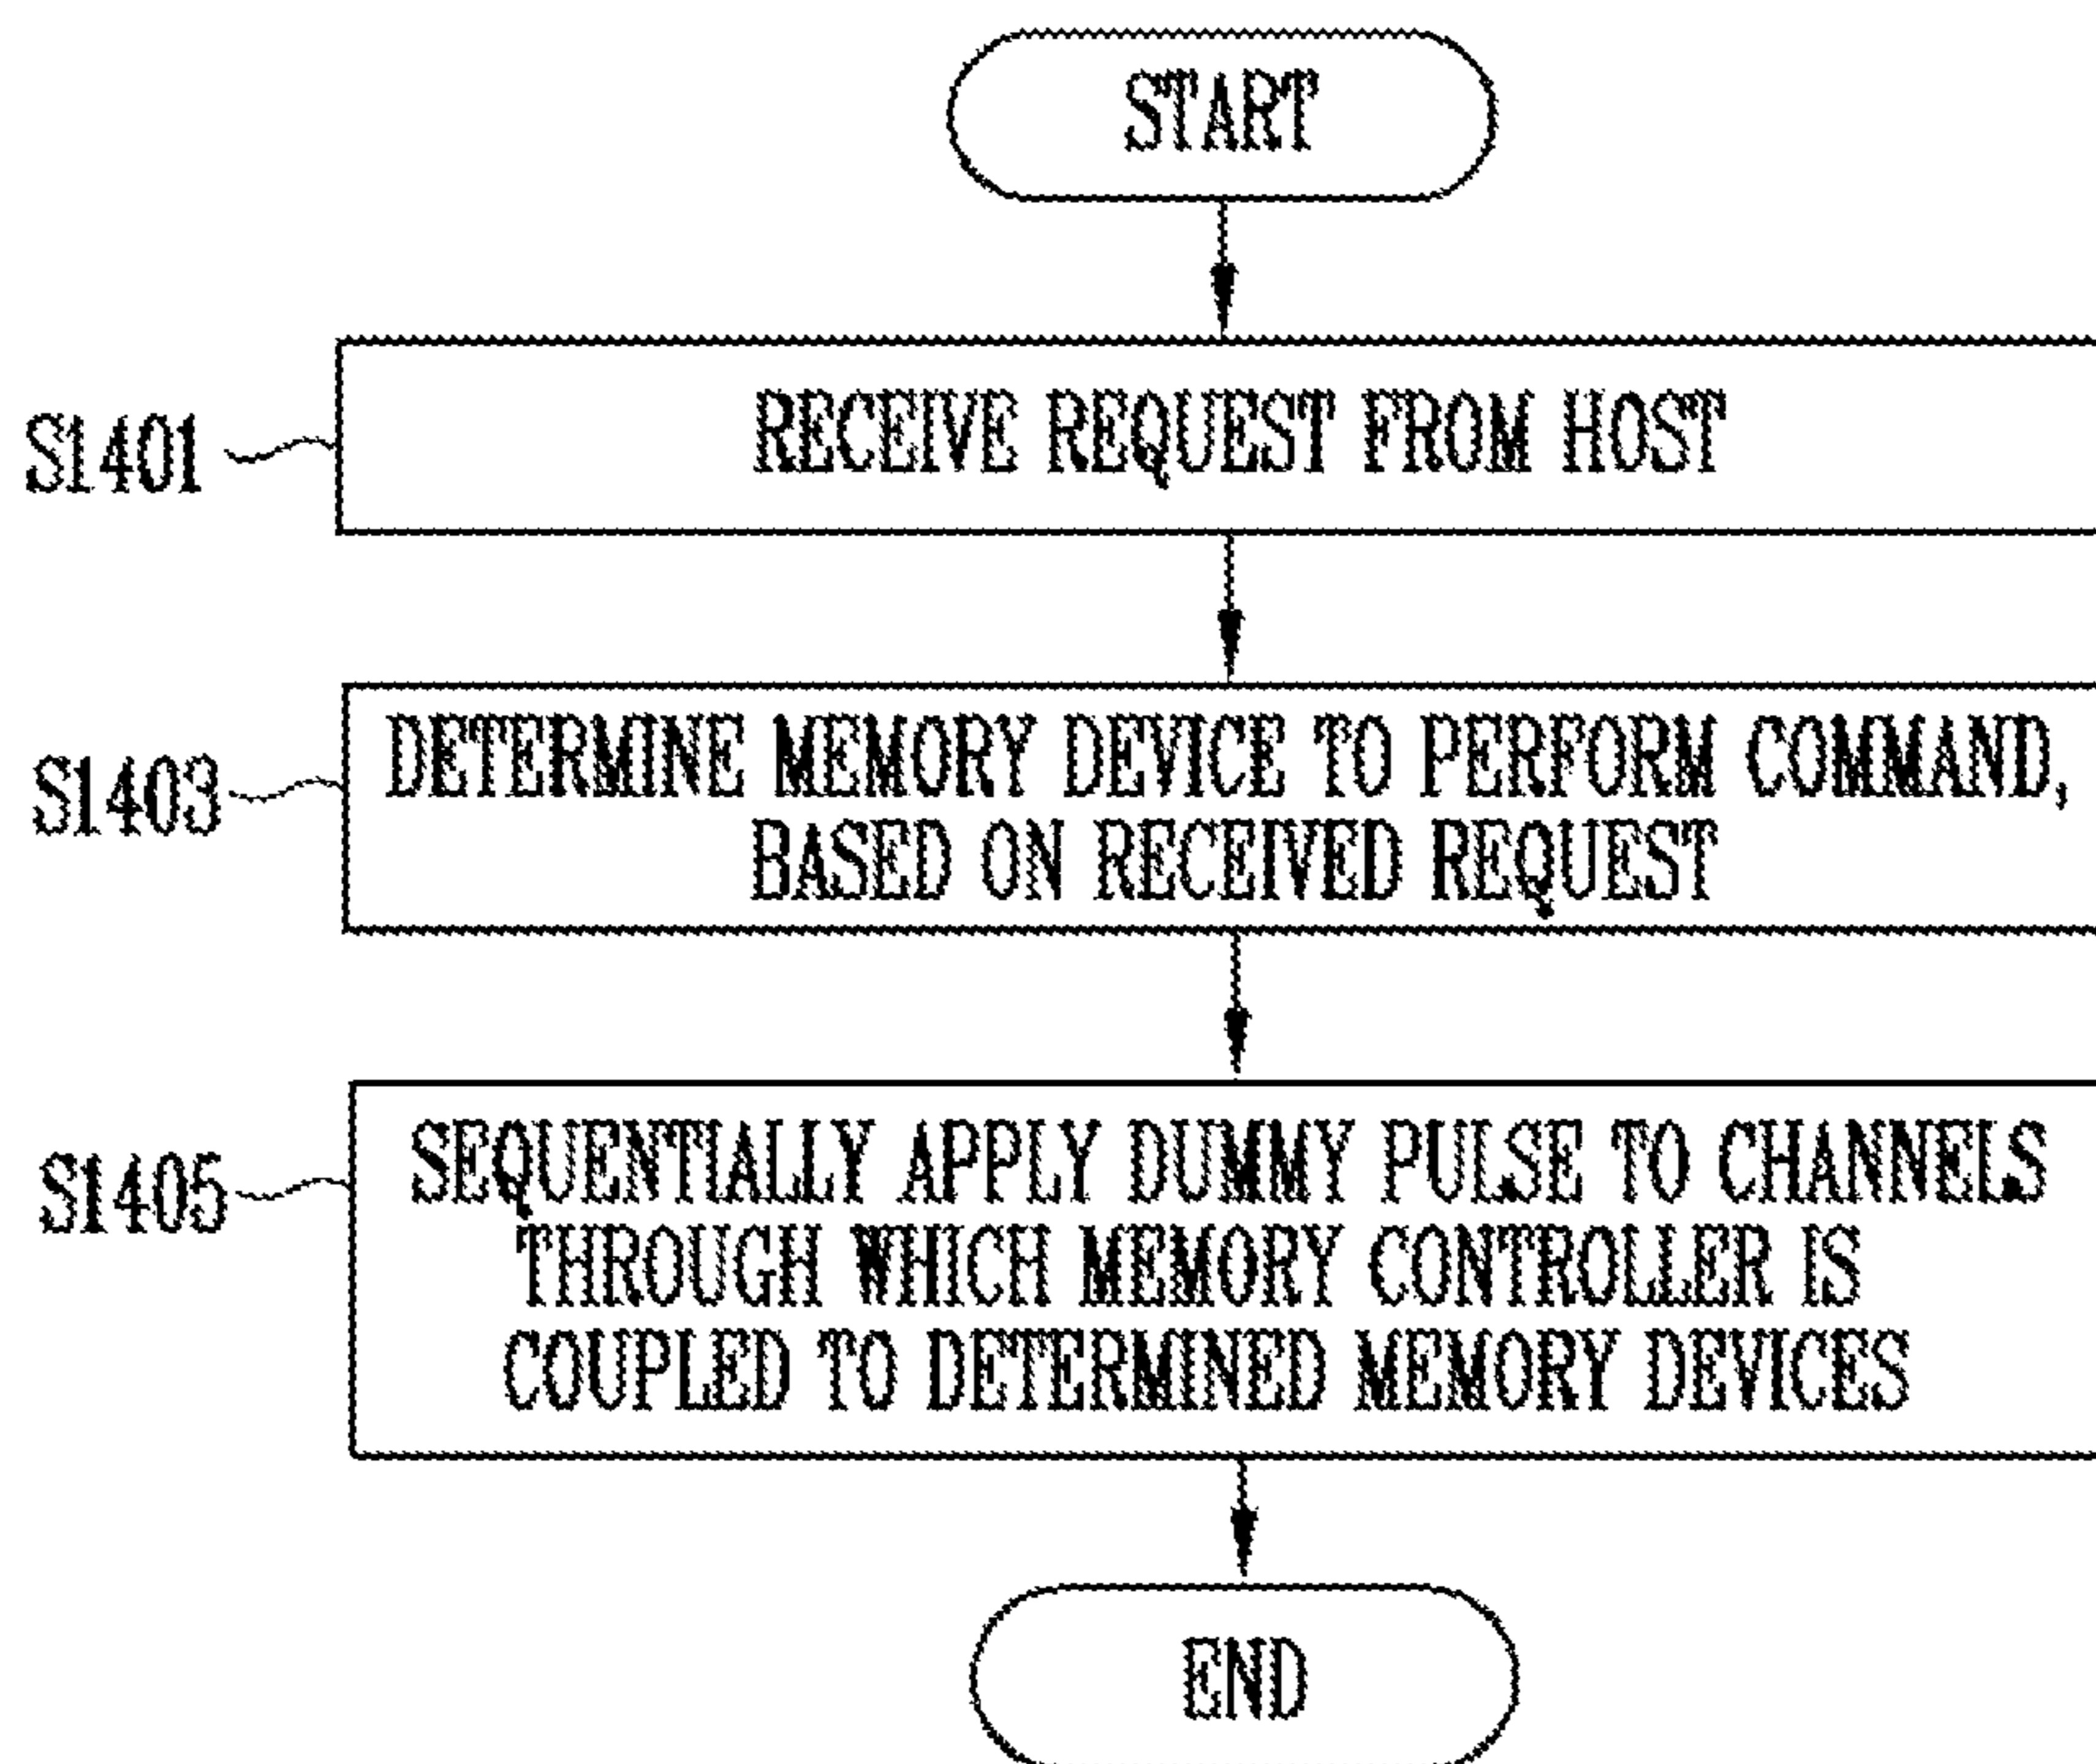 START
S1401
RECEIVE REQUEST FROM HOST
S1403
DETERMINE MEMORY DEVICE TO PERFORM COMMAND,
BASED ON RECEIVED REQUEST
S1405
SEQUENTIALLY APPLY DUMMY PULSE TO CHANNELS
THROUGH WHICH MEMORY CONTROLLER IS
COUPLED TO DETERMINED MEMORY DEVICES
END